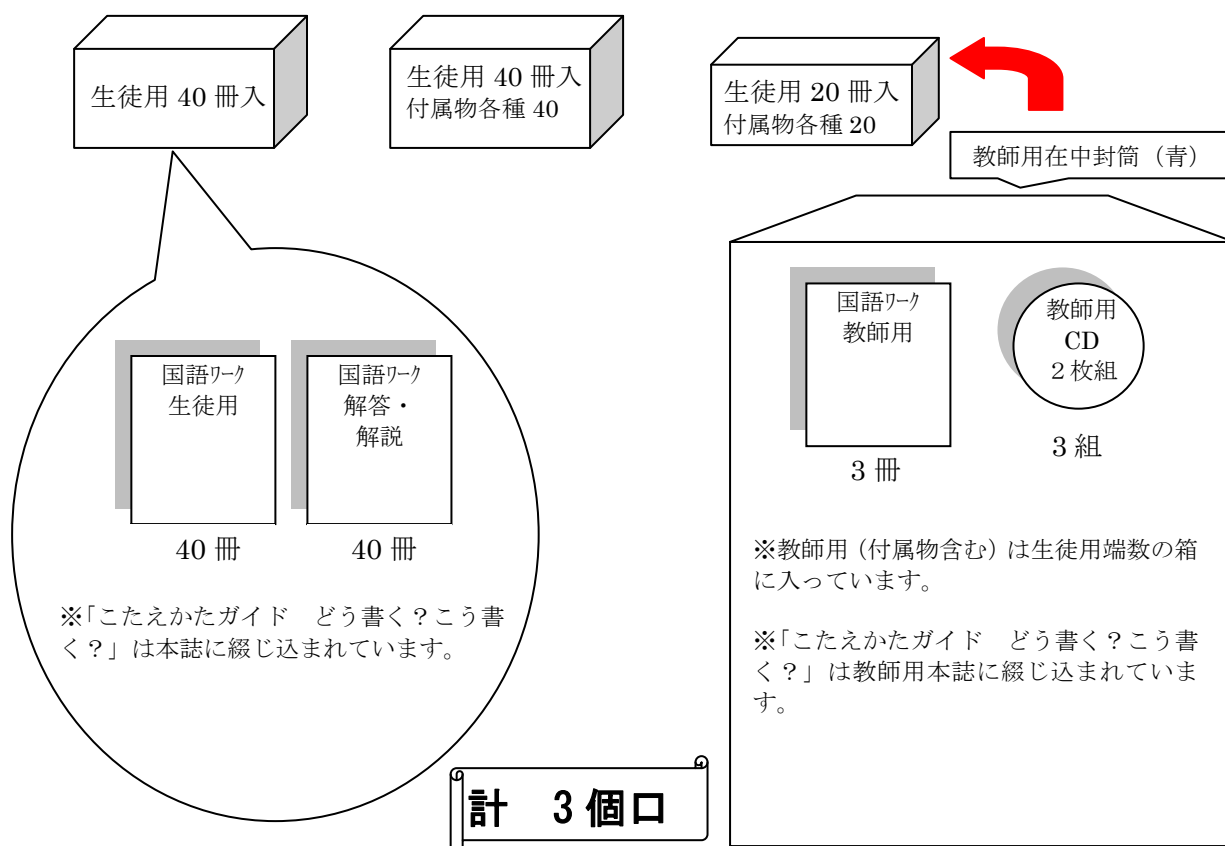 生徒用 40 冊入
生徒用 40 冊入
付属物各種 40
生徒用 20 冊入
付属物各種 20
教師用在中封筒（青）
国語ﾜｰｸ
生徒用
40 冊
国語ﾜｰｸ
解答・
解説
40 冊
※「こたえかたガイド　どう書く？こう書
く？」は本誌に綴じ込まれています。
国語ﾜｰｸ
教師用
3 冊
教師用
CD
２枚組
3 組
※教師用（付属物含む）は生徒用端数の箱
に入っています。
※「こたえかたガイド　どう書く？こう書
く？」は教師用本誌に綴じ込まれていま
す。
計　3 個口